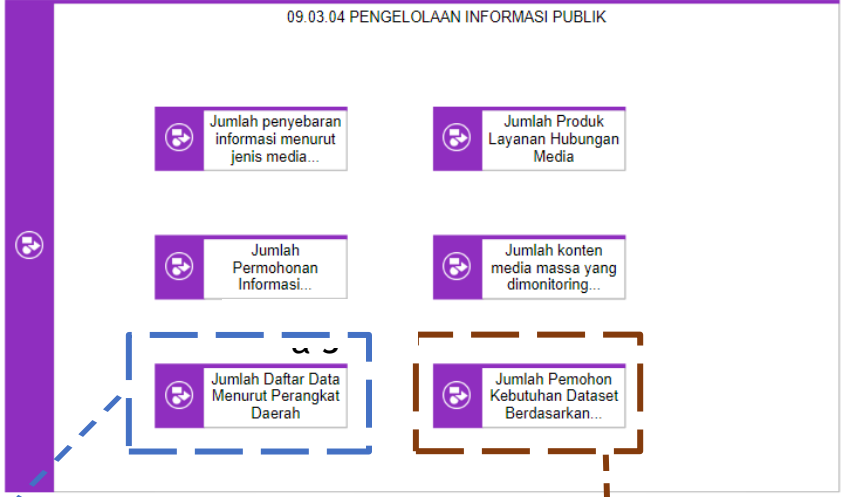 09.03.04 PENGELOLAAN INFORMASI PUBLIK
Jumlah penyebaran
informasi menurut
jenis media...
Jumlah Produk
Layanan Hubungan
Media
Jumlah
Permohonan
Informasi...
Jumlah konten
media massa yang
dimonitoring...
Jumlah Daftar Data
Menurut Perangkat
Daerah
Jumlah Pemohon
Kebutuhan Dataset
Berdasarkan...